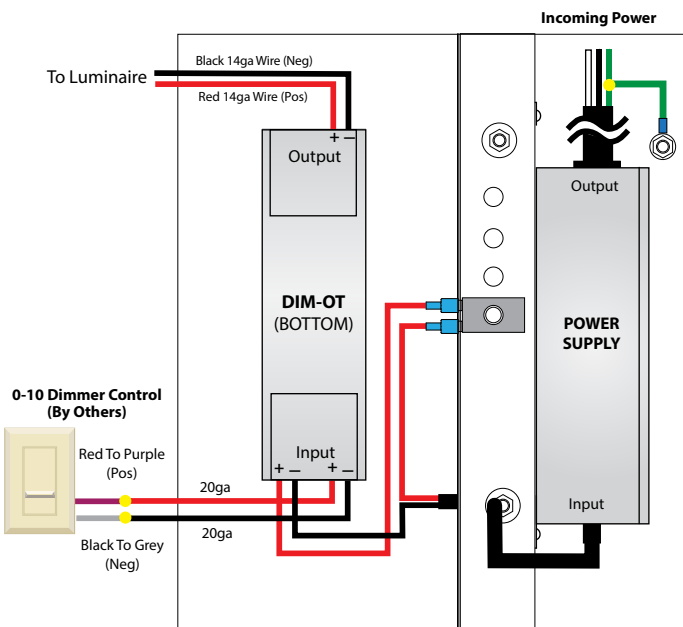 Incoming Power
Black 14ga Wire (Neg)
To Luminaire
Red 14ga Wire (Pos)
+ –
Output
Output
DIM-OT
(BOTTOM)
POWER
SUPPLY
0-10 Dimmer Control
(By Others)
Red To Purple
(Pos)
Input
+ – + –
20ga
Input
20ga
Black To Grey
(Neg)